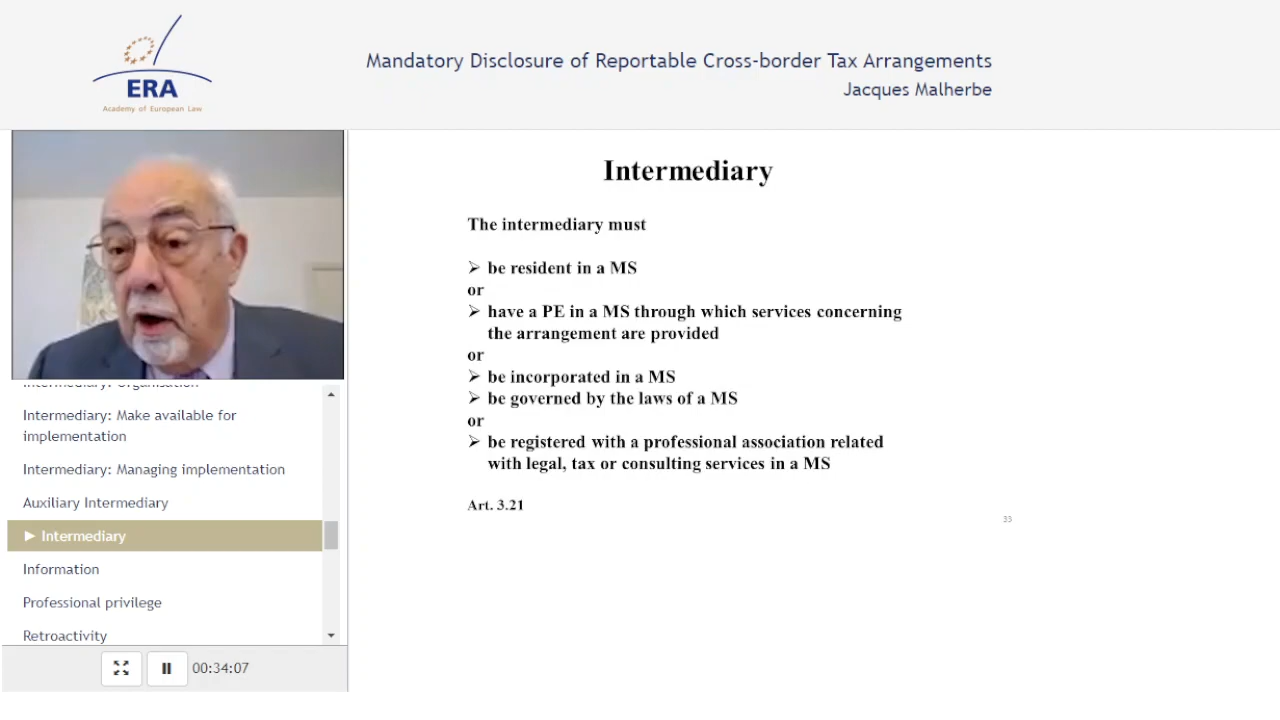 ERA
Academy of European Law
Mandatory Disclosure of Reportable Cross-border Tax Arrangements
Jacques Malherbe
Intermediary: Organisation
Intermediary: Make available for
implementation
Intermediary: Managing implementation
Auxiliary Intermediary
► Intermediary
Information
Professional privilege
Retroactivity
00:34:07
Intermediary
The intermediary must
➢ be resident in a MS
or
➢ have a PE in a MS through which services concerning
the arrangement are provided
or
➢ be incorporated in a MS
➢ be governed by the laws of a MS
or
➢ be registered with a professional association related
with legal, tax or consulting services in a MS
Art. 3.21
33